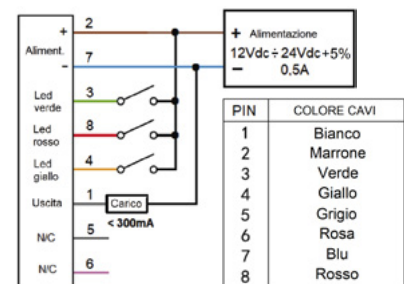 + 2
Aliment.
− 7
Led verde 3
Led rosso 8
Led giallo 4
Uscita 1 Carico
< 300mA
N/C 5
N/C 6
+ Alimentazione
12Vdc÷24Vdc+5%
− 0.5A
PIN COLORE CAVI
1 Bianco
2 Marrone
3 Verde
4 Giallo
5 Grigio
6 Rosa
7 Blu
8 Rosso